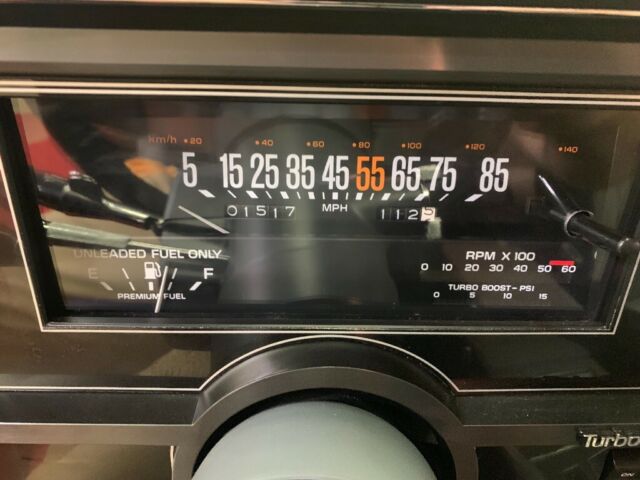 km/h 20 40 60 80 100 120 140
5 15 25 35 45 55 65 75 85
01517 MPH 1125
UNLEADED FUEL ONLY
E F
PREMIUM FUEL
RPM X 100
0 10 20 30 40 50 60
TURBO BOOST-PSI
0 5 10 15
Turbo
ON